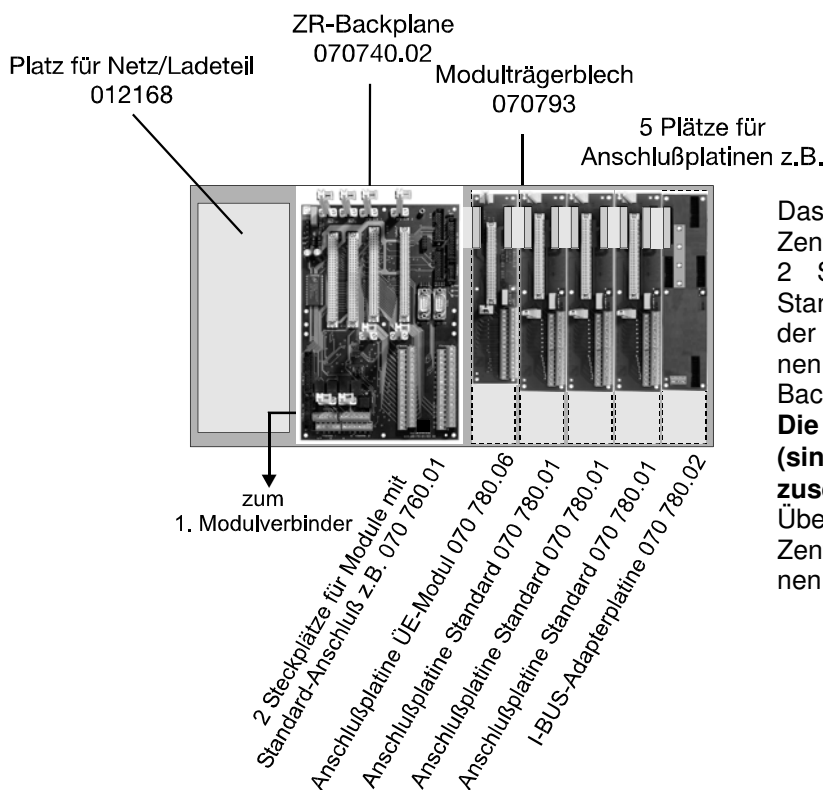 ZR-Backplane
070740.02
Platz für Netz/Ladeteil
012168
Modulträgerblech
070793
5 Plätze für
Anschlußplatinen z.B.
zum
1. Modulverbinder
2 Steckplätze für Module mit
Standard-Anschluß z.B. 070 760.01
Anschlußplatine ÜE-Modul 070 780.06
Anschlußplatine Standard 070 780.01
Anschlußplatine Standard 070 780.01
Anschlußplatine Standard 070 780.01
I-BUS-Adapterplatine 070 780.02
Das
Zen
2 S
Stan
der
nen
Bac
Die
(sin
zuse
Übe
Zen
nen